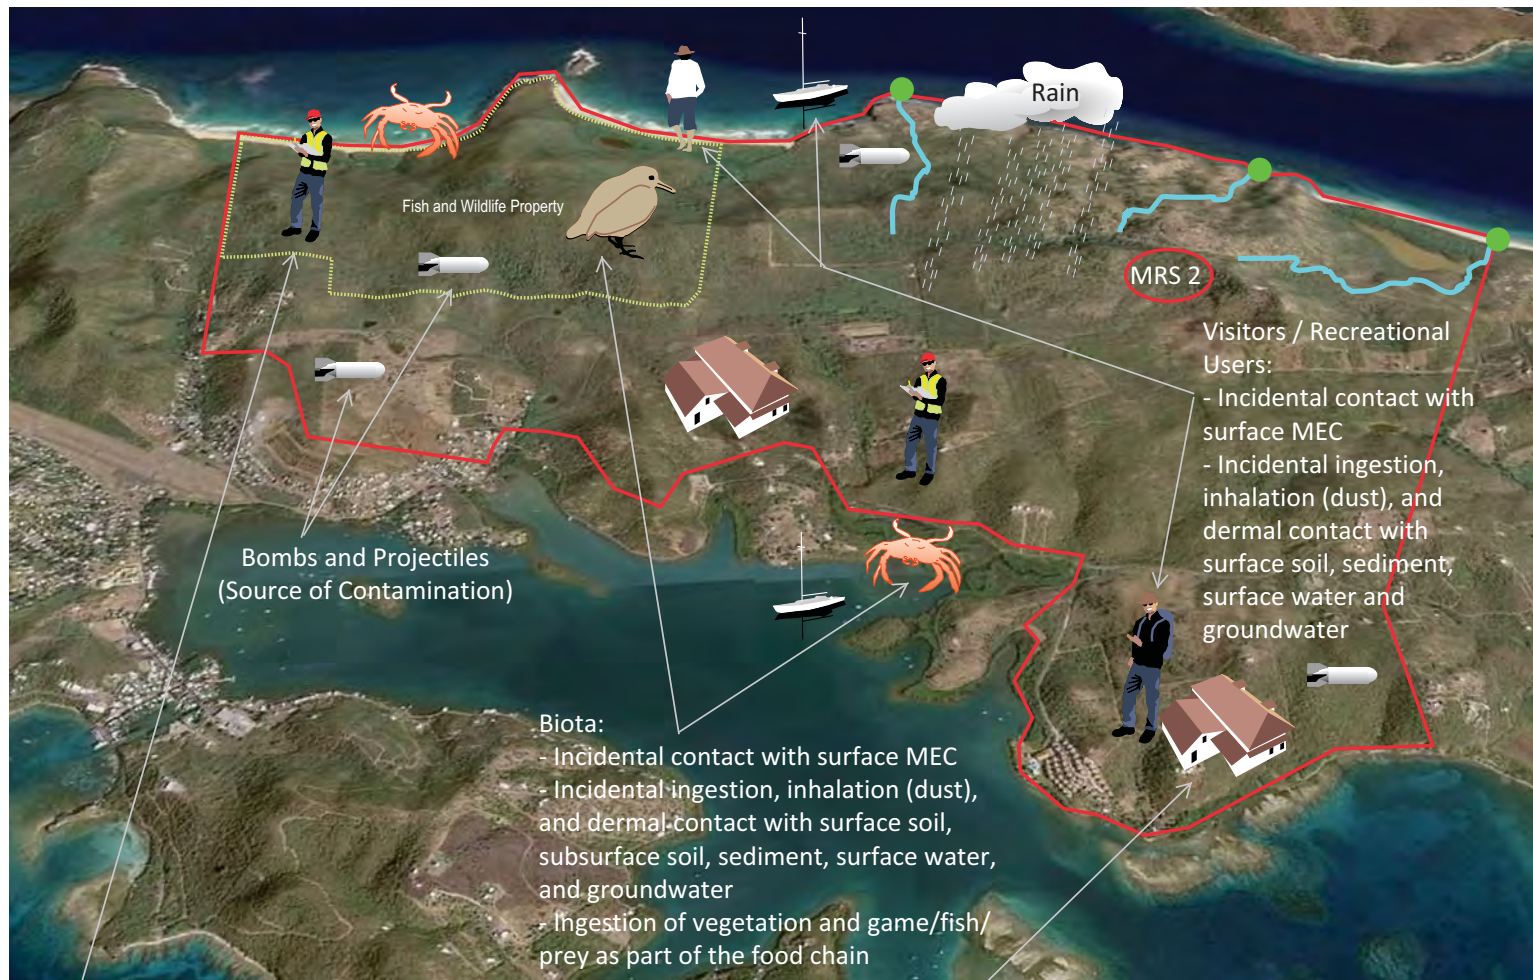 Rain
Fish and Wildlife Property
MRS 2
Visitors / Recreational
Users:
- Incidental contact with
surface MEC
- Incidental ingestion,
inhalation (dust), and
dermal contact with
surface soil, sediment,
surface water and
groundwater
Bombs and Projectiles
(Source of Contamination)
Biota:
- Incidental contact with surface MEC
- Incidental ingestion, inhalation (dust),
and dermal contact with surface soil,
subsurface soil, sediment, surface water,
and groundwater
- Ingestion of vegetation and game/fish/
prey as part of the food chain